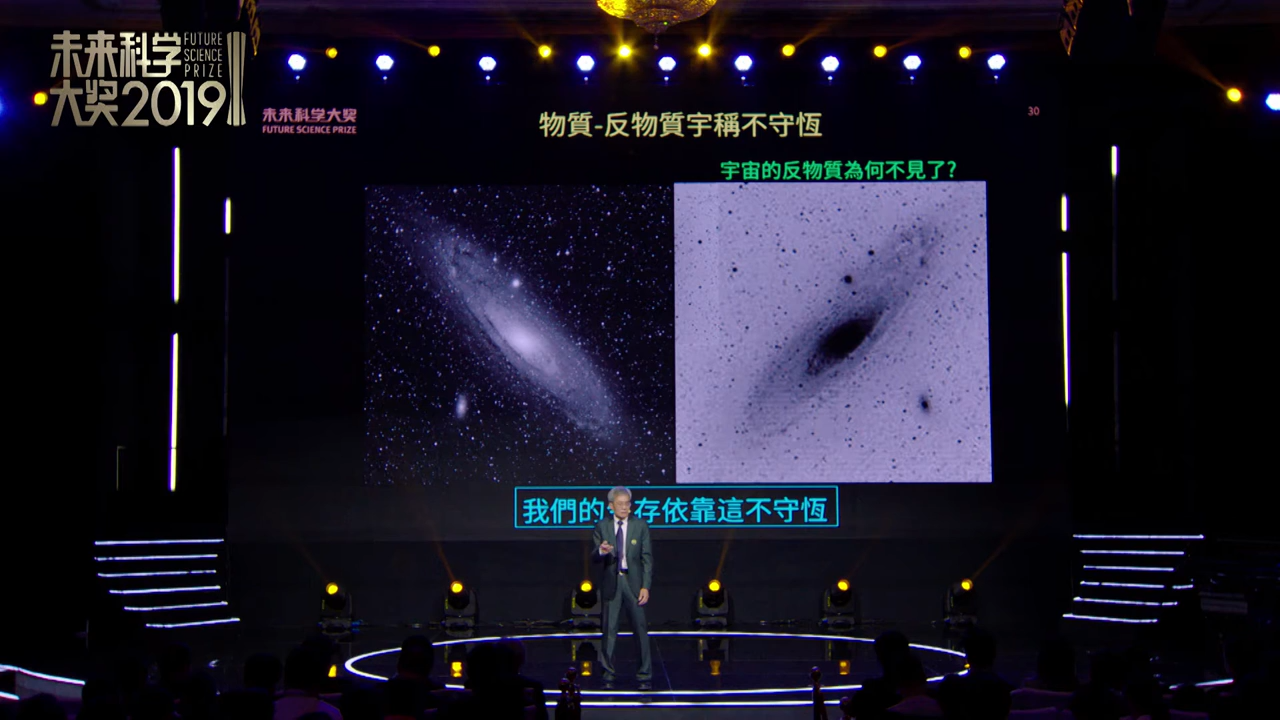 未来科学
大奖2019
FUTURE
SCIENCE
PRIZE
未来科学大奖
FUTURE SCIENCE PRIZE
物質-反物質宇稱不守恆
30
宇宙的反物質為何不見了?
我們的 存依靠這不守恆